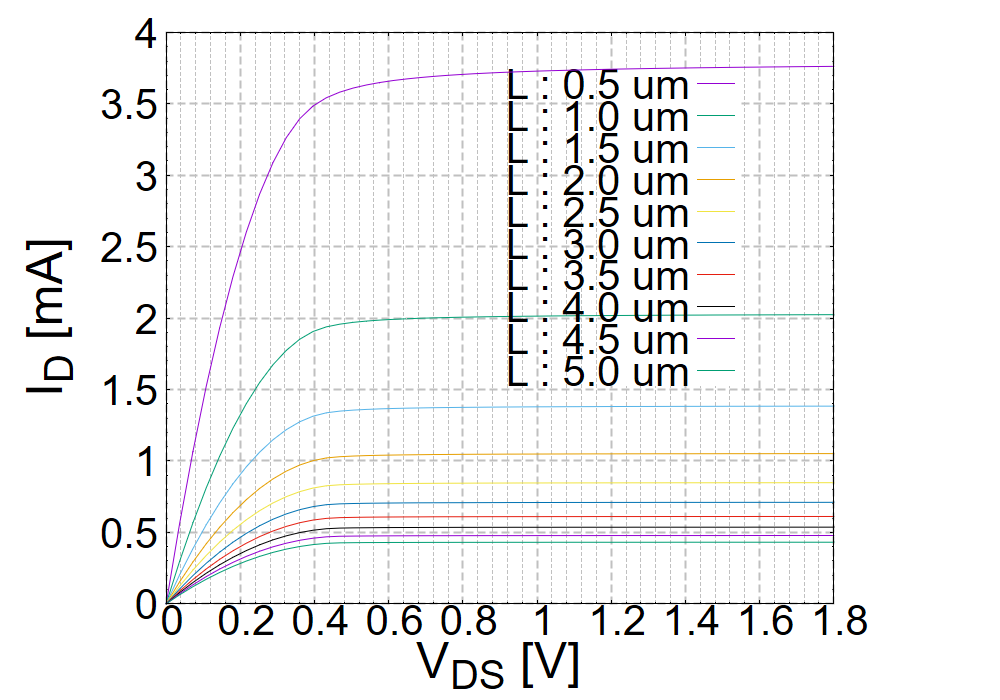 4
3.5
3
2.5
2
1.5
1
0.5
0
I_D [mA]
L : 0.5 um
L : 1.0 um
L : 1.5 um
L : 2.0 um
L : 2.5 um
L : 3.0 um
L : 3.5 um
L : 4.0 um
L : 4.5 um
L : 5.0 um
0 0.2 0.4 0.6 0.8 1 1.2 1.4 1.6 1.8
V_DS [V]